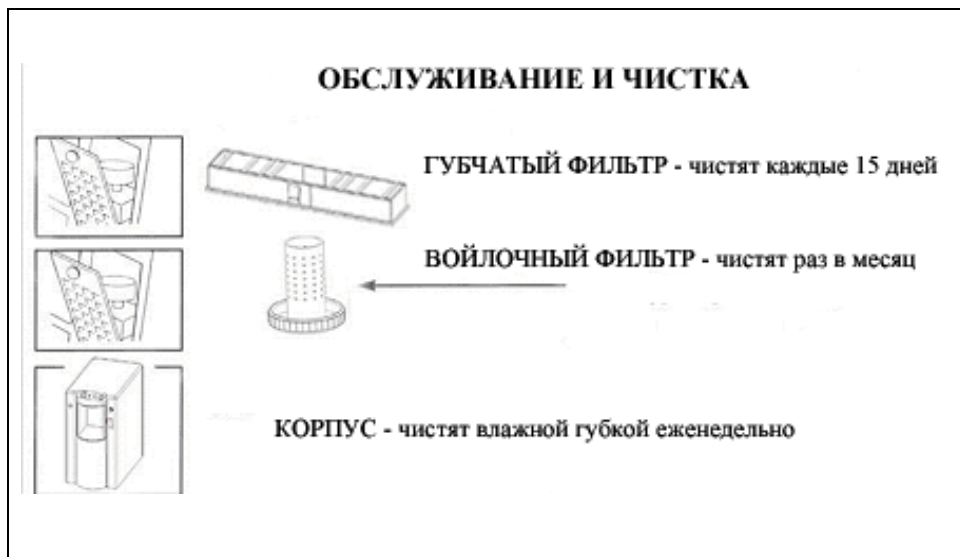 ОБСЛУЖИВАНИЕ И ЧИСТКА
ГУБЧАТЫЙ ФИЛЬТР - чистят каждые 15 дней
ВОЙЛОЧНЫЙ ФИЛЬТР - чистят раз в месяц
КОРПУС - чистят влажной губкой еженедельно